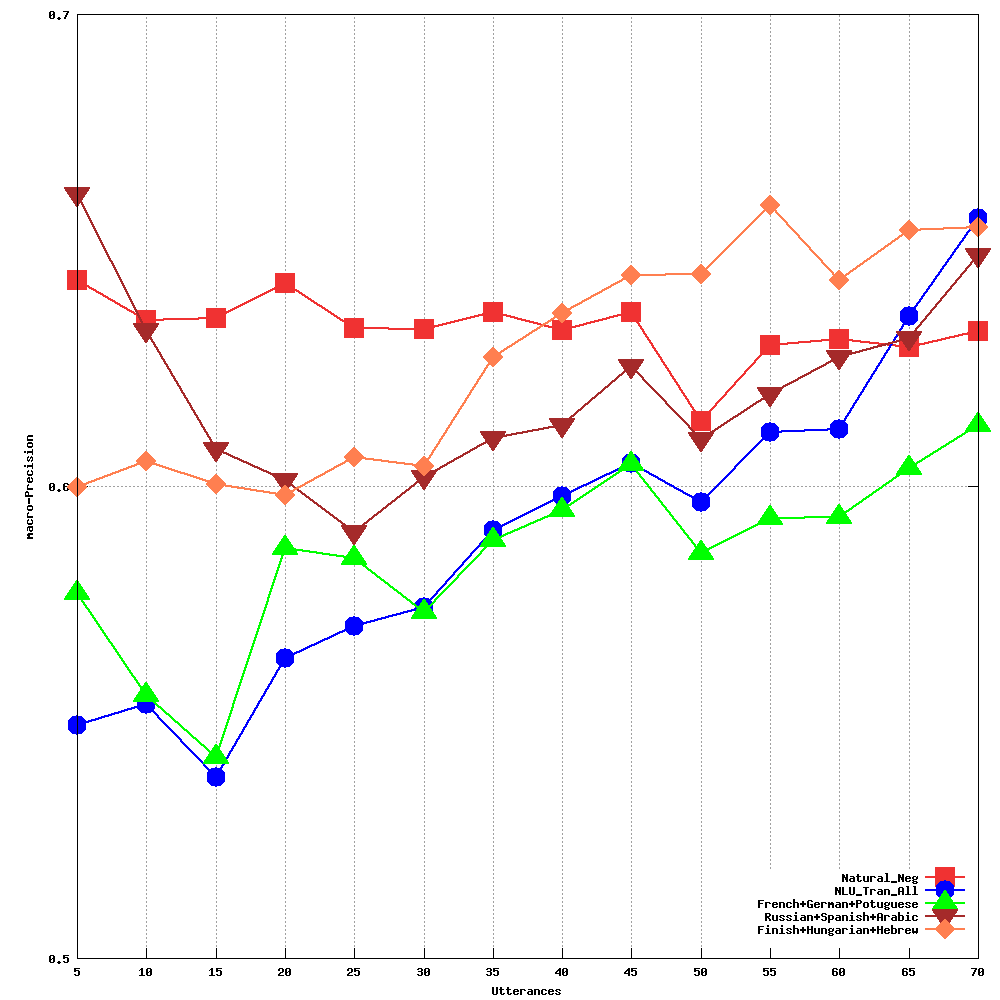 0.7
macro-Precision
0.6
Natural_Neg
NLU_Tran_All
French+German+Potuguese
Russian+Spanish+Arabic
Finish+Hungarian+Hebrew
0.5
5 10 15 20 25 30 35 40 45 50 55 60 65 70
Utterances